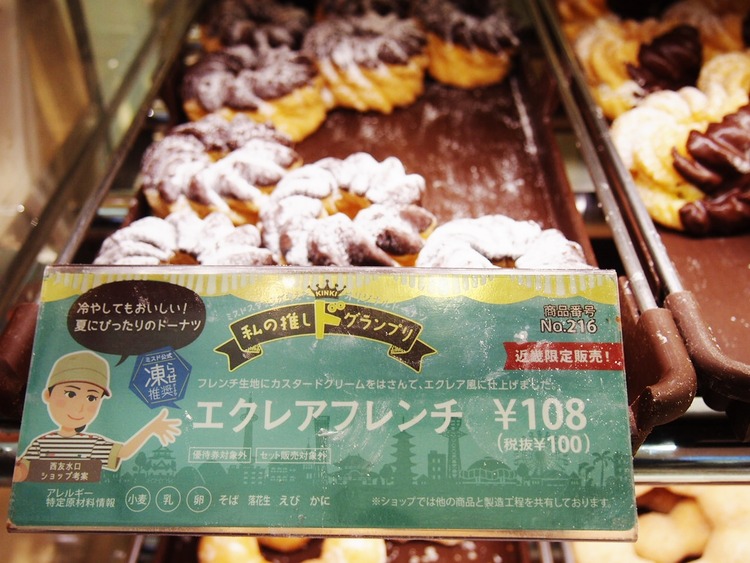 冷やしてもおいしい!
夏にぴったりのドーナツ
KINKI
私の推しドグランプリ
商品番号
No.216
近畿限定販売!
ミスド公式
凍らせ
推奨
フレンチ生地にカスタードクリームをはさんで、エクレア風に仕上げました。
エクレアフレンチ ¥108
(税抜¥100)
優待券対象外 セット販売対象外
西友水口
ショップ考案
アレルギー
特定原材料情報
小麦 乳 卵 そば 落花生 えび かに
※ショップでは他の商品と製造工程を共有しております。